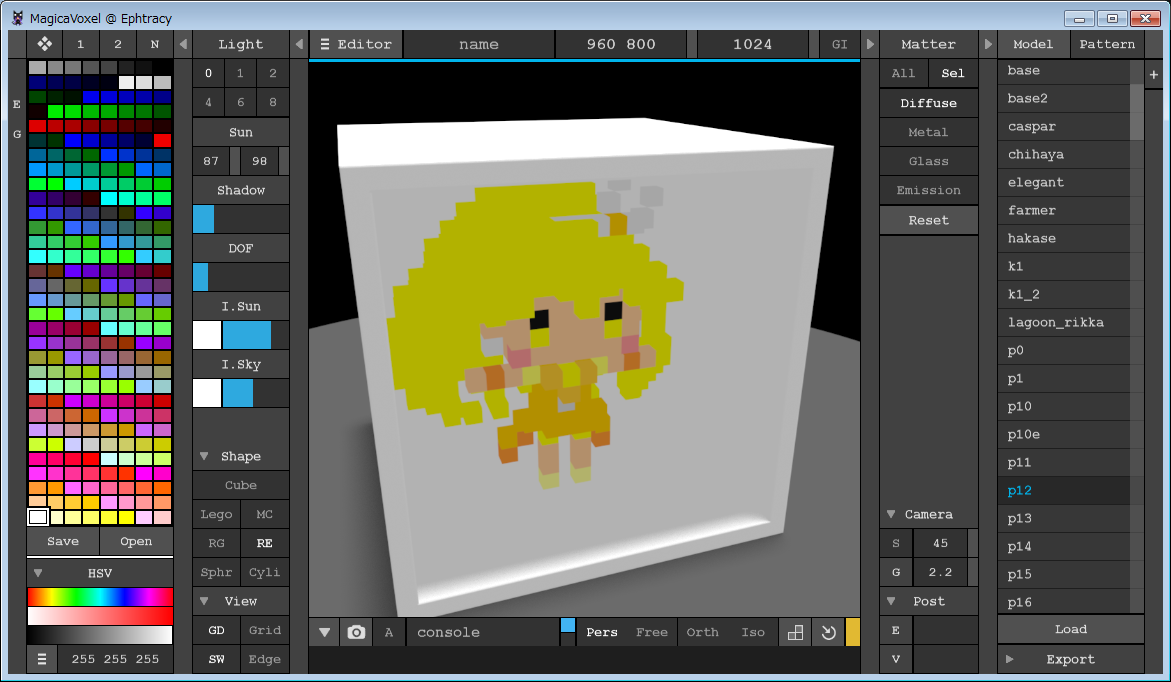 MagicaVoxel @ Ephtracy
1 2 N
E
G
Save Open
HSV
255 255 255
Light
0 1 2
4 6 8
Sun
87 98
Shadow
DOF
I.Sun
I.Sky
Shape
Cube
Lego MC
RG RE
Sphr Cyli
View
GD Grid
SW Edge
Editor name 960 800 1024 GI
A console Pers Free Orth Iso
Matter
All Sel
Diffuse
Metal
Glass
Emission
Reset
Camera
S 45
G 2.2
Post
E
V
Model Pattern
+
base
base2
caspar
chihaya
elegant
farmer
hakase
k1
k1_2
lagoon_rikka
p0
p1
p10
p10e
p11
p12
p13
p14
p15
p16
Load
Export